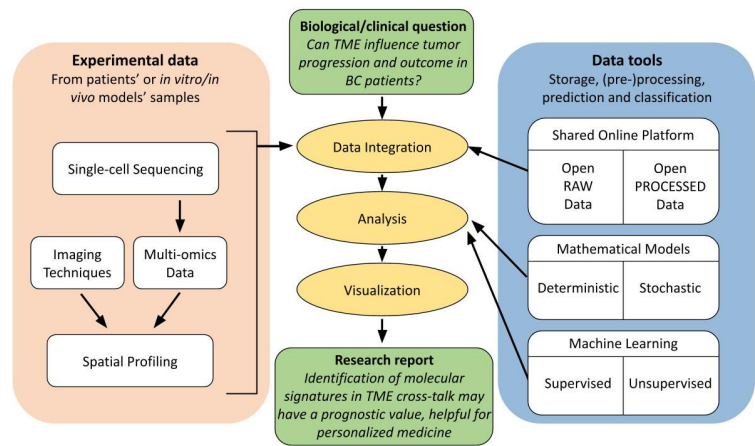 Experimental data
From patients' or in vitro/in
vivo models' samples
Single-cell Sequencing
Imaging
Techniques
Multi-omics
Data
Spatial Profiling
Biological/clinical question
Can TME influence tumor
progression and outcome in
BC patients?
Data Integration
Analysis
Visualization
Research report
Identification of molecular
signatures in TME cross-talk may
have a prognostic value, helpful for
personalized medicine
Data tools
Storage, (pre-)processing,
prediction and classification
Shared Online Platform
Open
RAW
Data
Open
PROCESSED
Data
Mathematical Models
Deterministic
Stochastic
Machine Learning
Supervised
Unsupervised